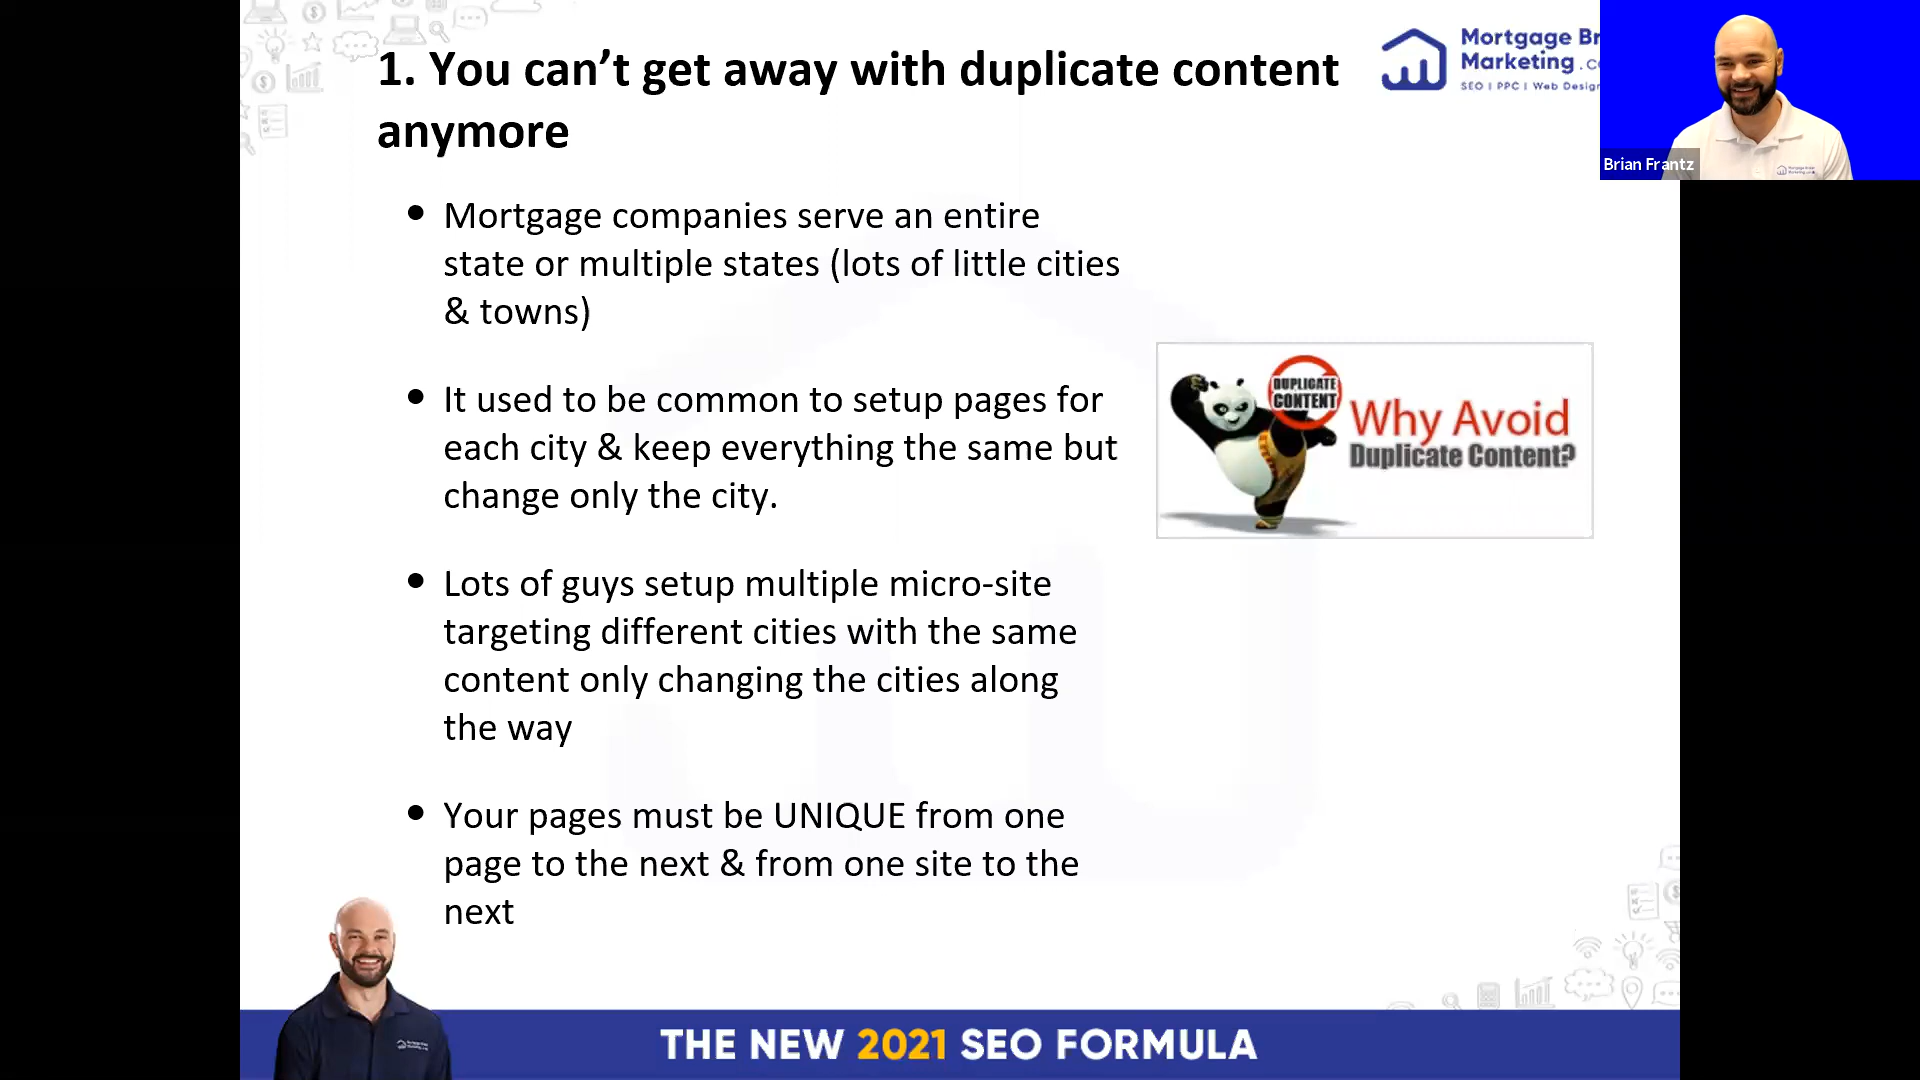 1. You can’t get away with duplicate content
anymore
Mortgage Br
Marketing.c
SEO | PPC | Web Design
Brian Frantz
• Mortgage companies serve an entire
state or multiple states (lots of little cities
& towns)
• It used to be common to setup pages for
each city & keep everything the same but
change only the city.
DUPLICATE
CONTENT
Why Avoid
Duplicate Content?
• Lots of guys setup multiple micro-site
targeting different cities with the same
content only changing the cities along
the way
• Your pages must be UNIQUE from one
page to the next & from one site to the
next
THE NEW 2021 SEO FORMULA